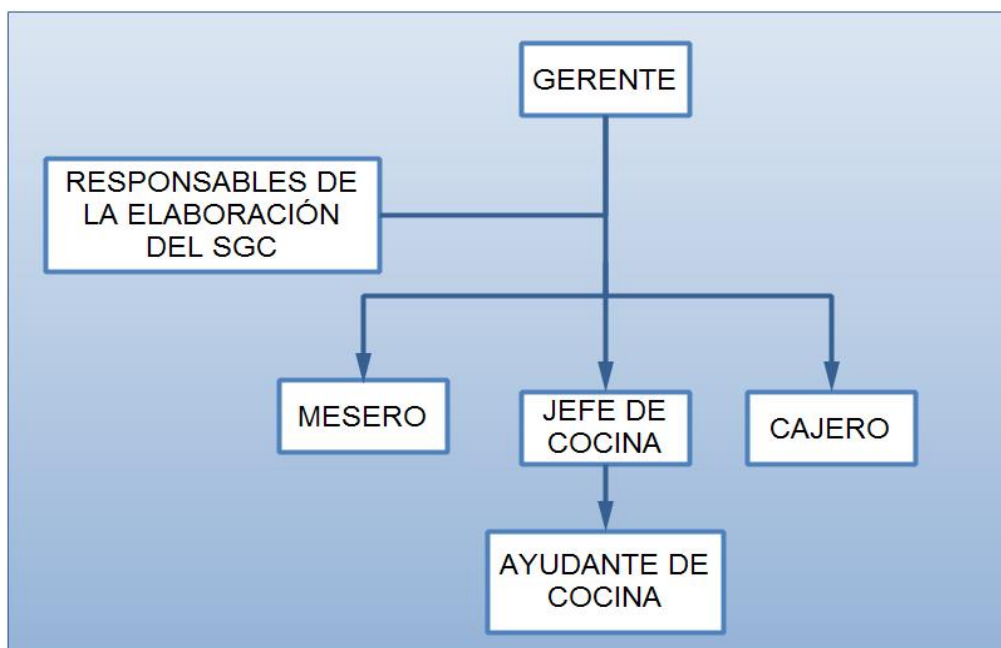 GERENTE
RESPONSABLES DE
LA ELABORACIÓN
DEL SGC
MESERO
JEFE DE
COCINA
CAJERO
AYUDANTE DE
COCINA